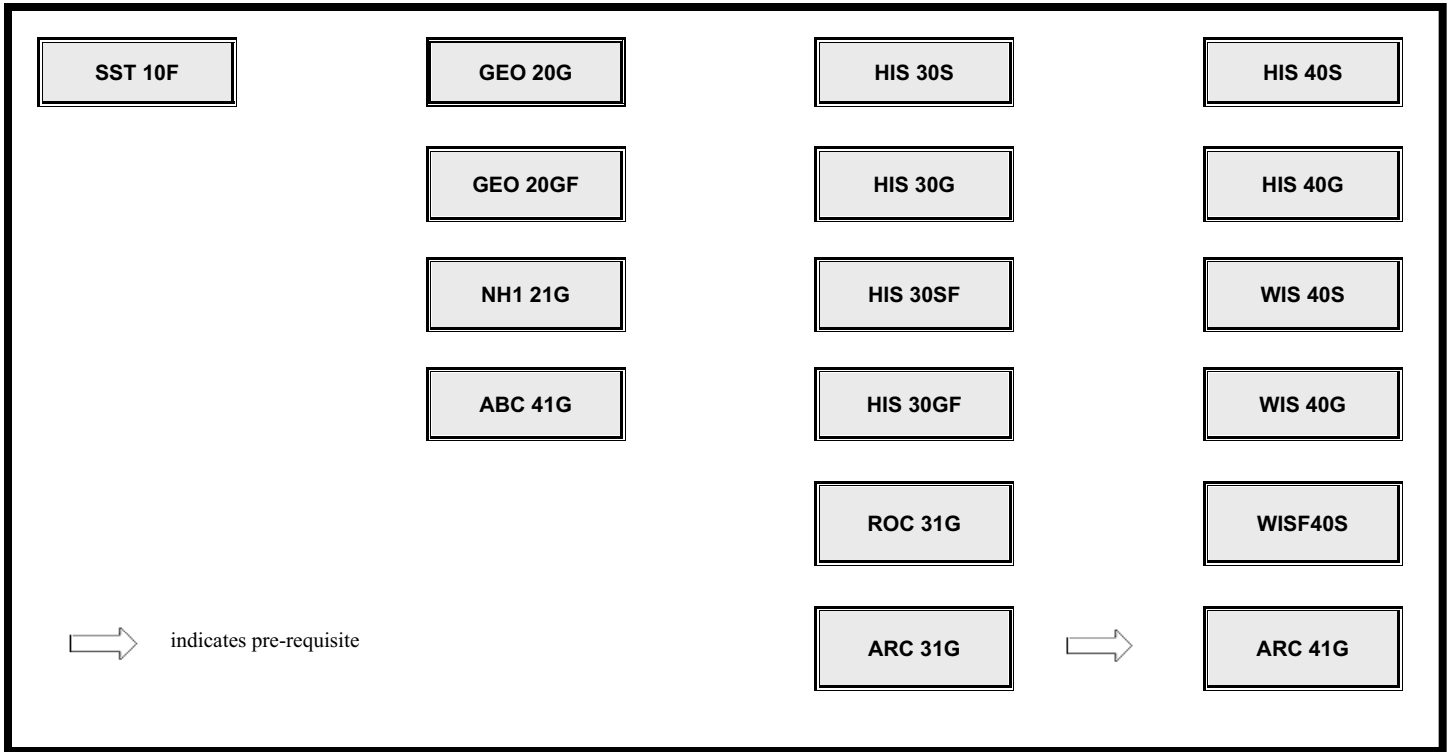 SST 10F
GEO 20G
HIS 30S
HIS 40S
GEO 20GF
HIS 30G
HIS 40G
NH1 21G
HIS 30SF
WIS 40S
ABC 41G
HIS 30GF
WIS 40G
ROC 31G
WISF40S
indicates pre-requisite
ARC 31G
ARC 41G